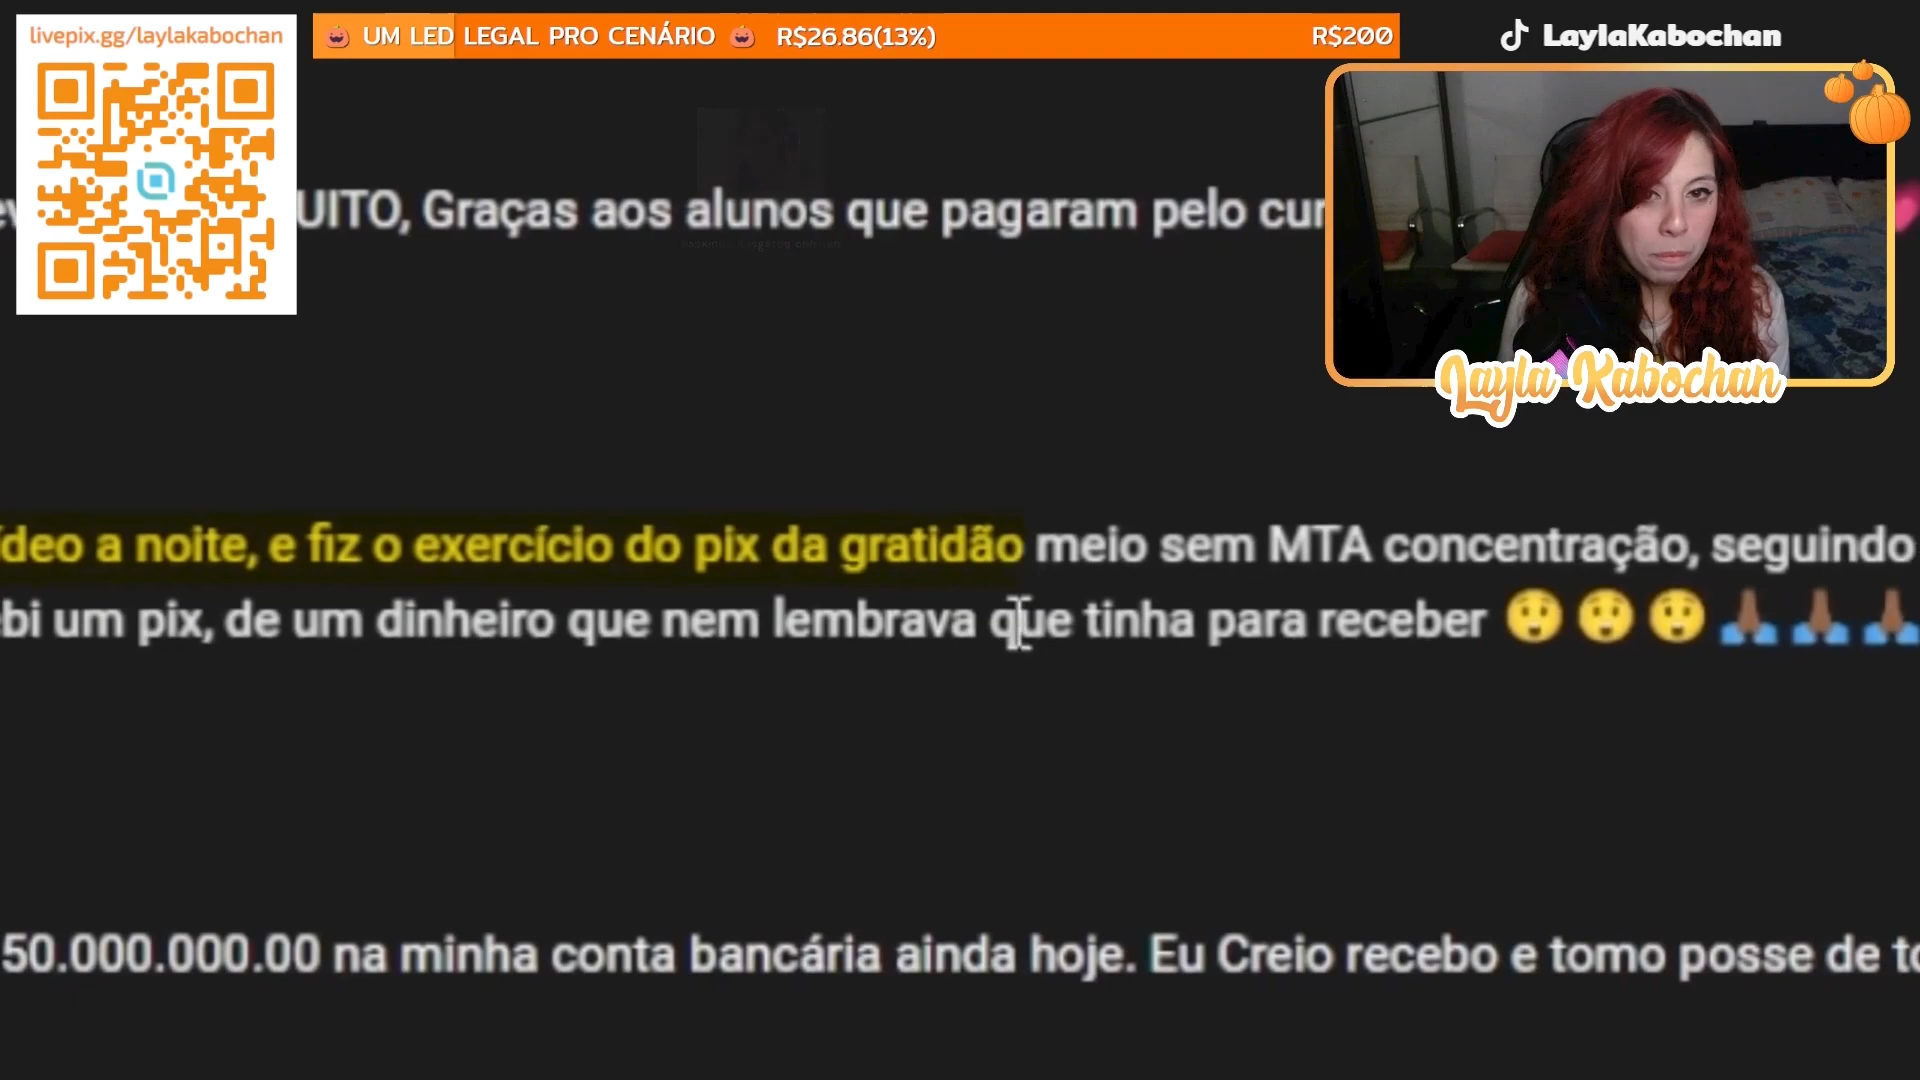 livepix.gg/laylakabochan
🎃 UM LED LEGAL PRO CENÁRIO 🎃 R$26.86(13%) R$200
LaylaKabochan
Layla Kabochan
UITO, Graças aos alunos que pagaram pelo cur
ídeo a noite, e fiz o exercício do pix da gratidão meio sem MTA concentração, seguindo
bi um pix, de um dinheiro que nem lembrava que tinha para receber 😲😲😲🙏🏾🙏🏾🙏🏾
50.000.000.00 na minha conta bancária ainda hoje. Eu Creio recebo e tomo posse de to